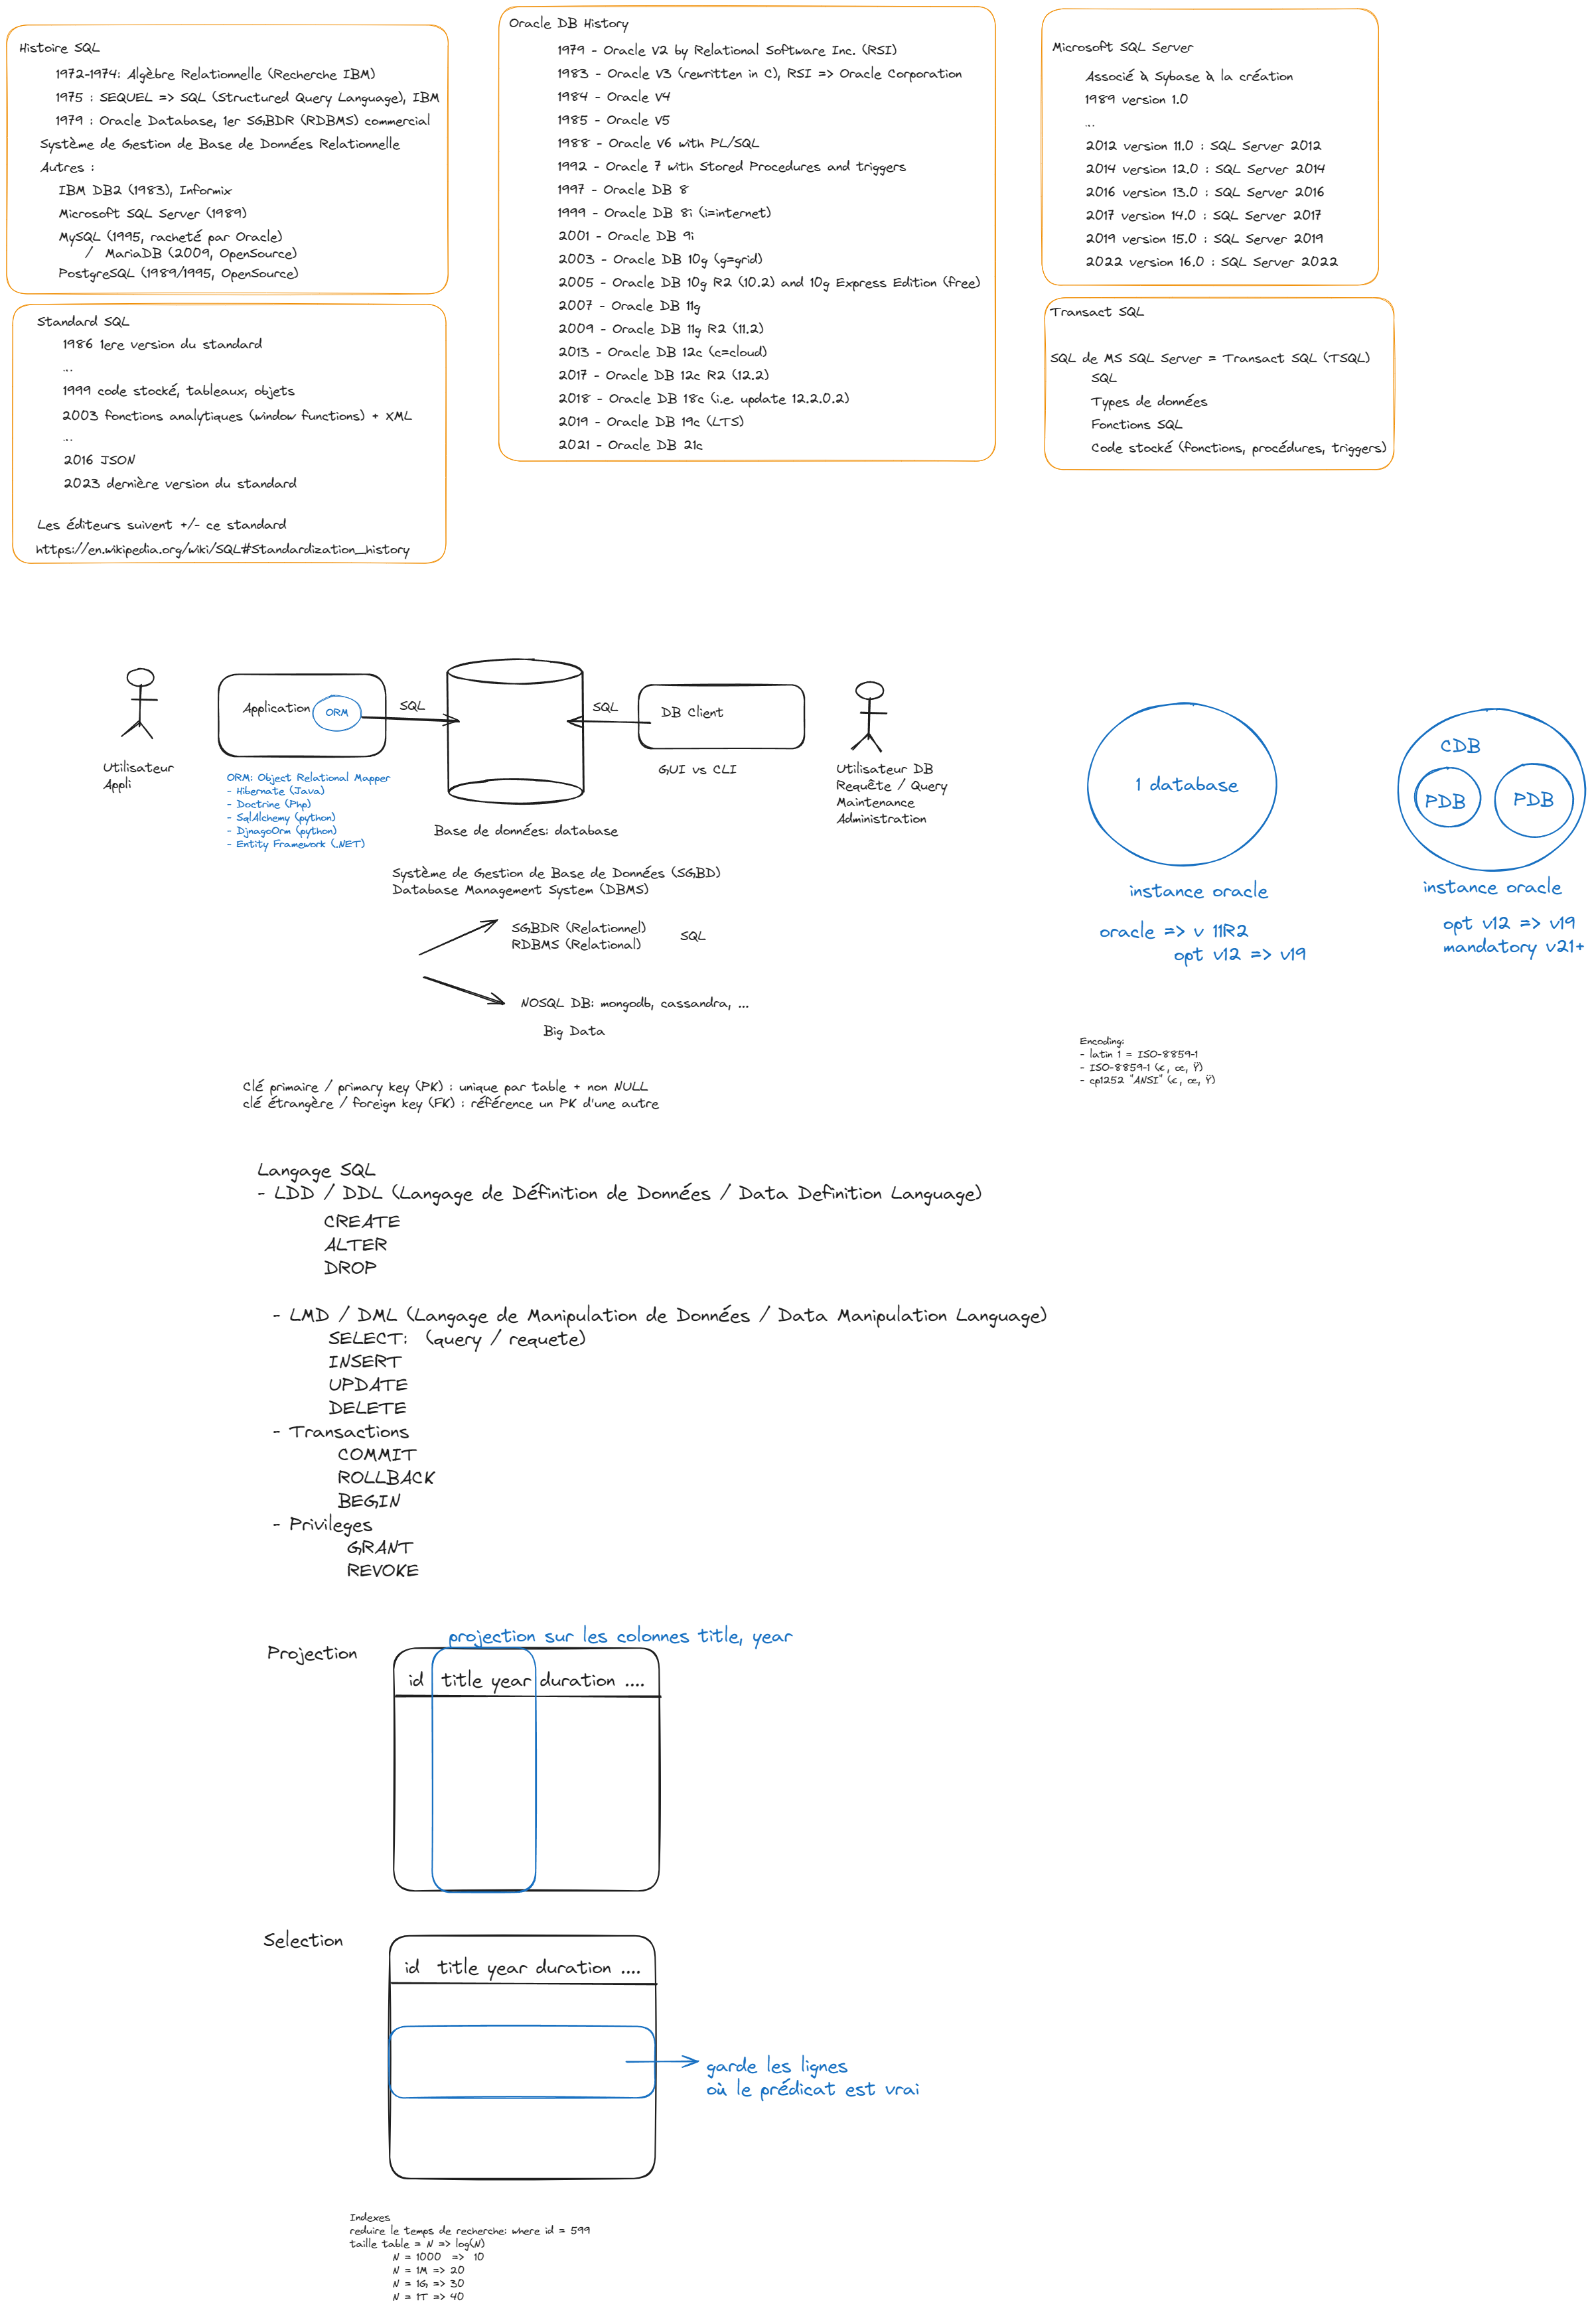 Histoire SQL
1972-1974: Algèbre Relationnelle (Recherche IBM)
1975 : SEQUEL => SQL (Structured Query Language), IBM
1979 : Oracle Database, 1er SGBDR (RDBMS) commercial
Système de Gestion de Base de Données Relationnelle
Autres :
IBM DB2 (1983), Informix
Microsoft SQL Server (1989)
MySQL (1995, racheté par Oracle)
/ MariaDB (2009, OpenSource)
PostgreSQL (1989/1995, OpenSource)
Standard SQL
1986 1ere version du standard
...
1999 code stocké, tableaux, objets
2003 fonctions analytiques (window functions) + XML
...
2016 JSON
2023 dernière version du standard
Les éditeurs suivent +/- ce standard
https://en.wikipedia.org/wiki/SQL#Standardization_history
Oracle DB History
1979 - Oracle V2 by Relational Software Inc. (RSI)
1983 - Oracle V3 (rewritten in C), RSI => Oracle Corporation
1984 - Oracle V4
1985 - Oracle V5
1988 - Oracle V6 with PL/SQL
1992 - Oracle 7 with Stored Procedures and triggers
1997 - Oracle DB 8
1999 - Oracle DB 8i (i=internet)
2001 - Oracle DB 9i
2003 - Oracle DB 10g (g=grid)
2005 - Oracle DB 10g R2 (10.2) and 10g Express Edition (free)
2007 - Oracle DB 11g
2009 - Oracle DB 11g R2 (11.2)
2013 - Oracle DB 12c (c=cloud)
2017 - Oracle DB 12c R2 (12.2)
2018 - Oracle DB 18c (i.e. update 12.2.0.2)
2019 - Oracle DB 19c (LTS)
2021 - Oracle DB 21c
Microsoft SQL Server
Associé à Sybase à la création
1989 version 1.0
...
2012 version 11.0 : SQL Server 2012
2014 version 12.0 : SQL Server 2014
2016 version 13.0 : SQL Server 2016
2017 version 14.0 : SQL Server 2017
2019 version 15.0 : SQL Server 2019
2022 version 16.0 : SQL Server 2022
Transact SQL
SQL de MS SQL Server = Transact SQL (TSQL)
SQL
Types de données
Fonctions SQL
Code stocké (fonctions, procédures, triggers)
Utilisateur
Appli
Application
ORM
SQL
ORM: Object Relational Mapper
- Hibernate (Java)
- Doctrine (Php)
- SqlAlchemy (python)
- DjnagoOrm (python)
- Entity Framework (.NET)
Base de données: database
SQL
DB Client
GUI vs CLI
Utilisateur DB
Requête / Query
Maintenance
Administration
Système de Gestion de Base de Données (SGBD)
Database Management System (DBMS)
SGBDR (Relationnel)
RDBMS (Relational)
SQL
NOSQL DB: mongodb, cassandra, ...
Big Data
1 database
instance oracle
oracle => v 11R2
opt v12 => v19
CDB
PDB
PDB
instance oracle
opt v12 => v19
mandatory v21+
Encoding:
- latin 1 = ISO-8859-1
- ISO-8859-1 (€, œ, Ÿ)
- cp1252 "ANSI" (€, œ, Ÿ)
Clé primaire / primary key (PK) : unique par table + non NULL
clé étrangère / foreign key (FK) : référence un PK d'une autre
Langage SQL
- LDD / DDL (Langage de Définition de Données / Data Definition Language)
CREATE
ALTER
DROP
- LMD / DML (Langage de Manipulation de Données / Data Manipulation Language)
SELECT: (query / requete)
INSERT
UPDATE
DELETE
- Transactions
COMMIT
ROLLBACK
BEGIN
- Privileges
GRANT
REVOKE
Projection
projection sur les colonnes title, year
id title year duration ....
Selection
id title year duration ....
garde les lignes
où le prédicat est vrai
Indexes
reduire le temps de recherche: where id = 599
taille table = N => log(N)
N = 1000 => 10
N = 1M => 20
N = 1G => 30
N = 1T => 40